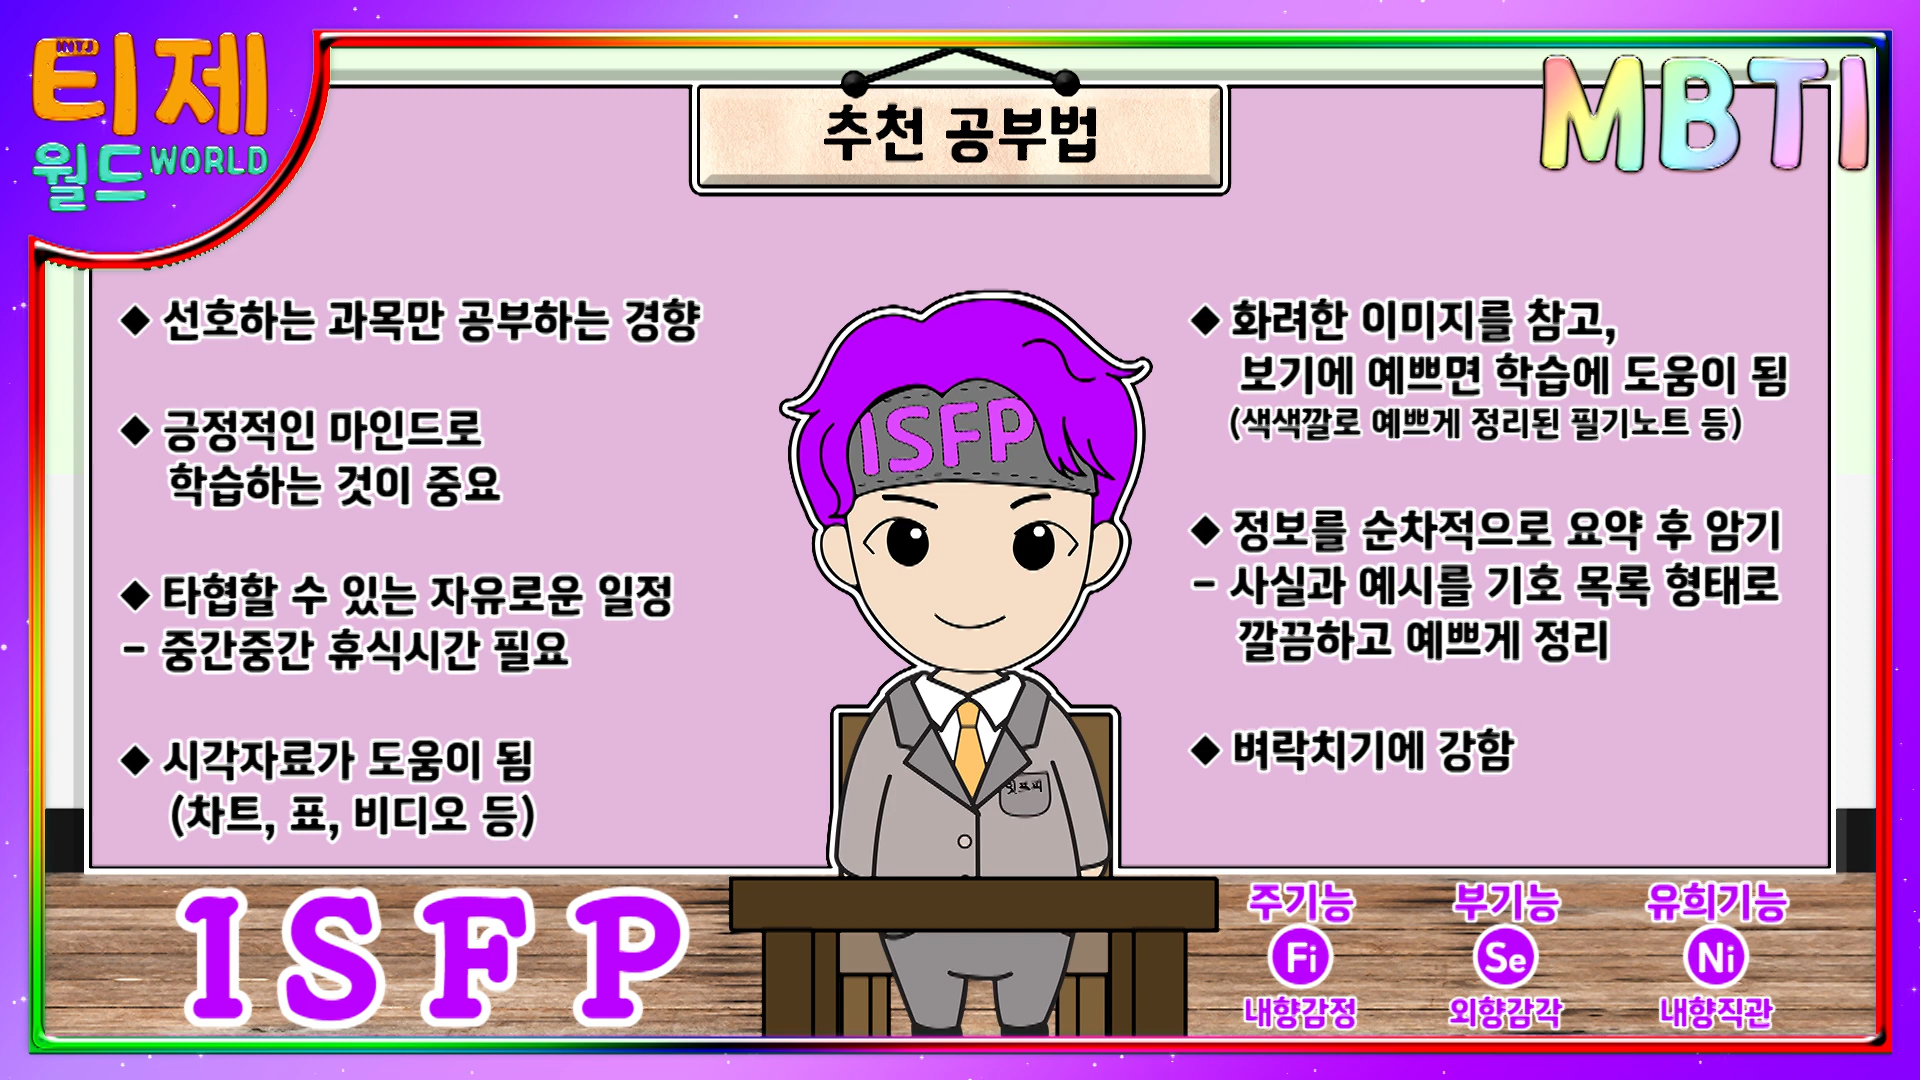 INTJ
티제
월드 WORLD
MBTI
추천 공부법
◆ 선호하는 과목만 공부하는 경향
◆ 긍정적인 마인드로
학습하는 것이 중요
◆ 타협할 수 있는 자유로운 일정
- 중간중간 휴식시간 필요
◆ 시각자료가 도움이 됨
(차트, 표, 비디오 등)
ISFP
잇프피
◆ 화려한 이미지를 참고,
보기에 예쁘면 학습에 도움이 됨
(색색깔로 예쁘게 정리된 필기노트 등)
◆ 정보를 순차적으로 요약 후 암기
- 사실과 예시를 기호 목록 형태로
깔끔하고 예쁘게 정리
◆ 벼락치기에 강함
ISFP
주기능 부기능 유희기능
Fi Se Ni
내향감정 외향감각 내향직관